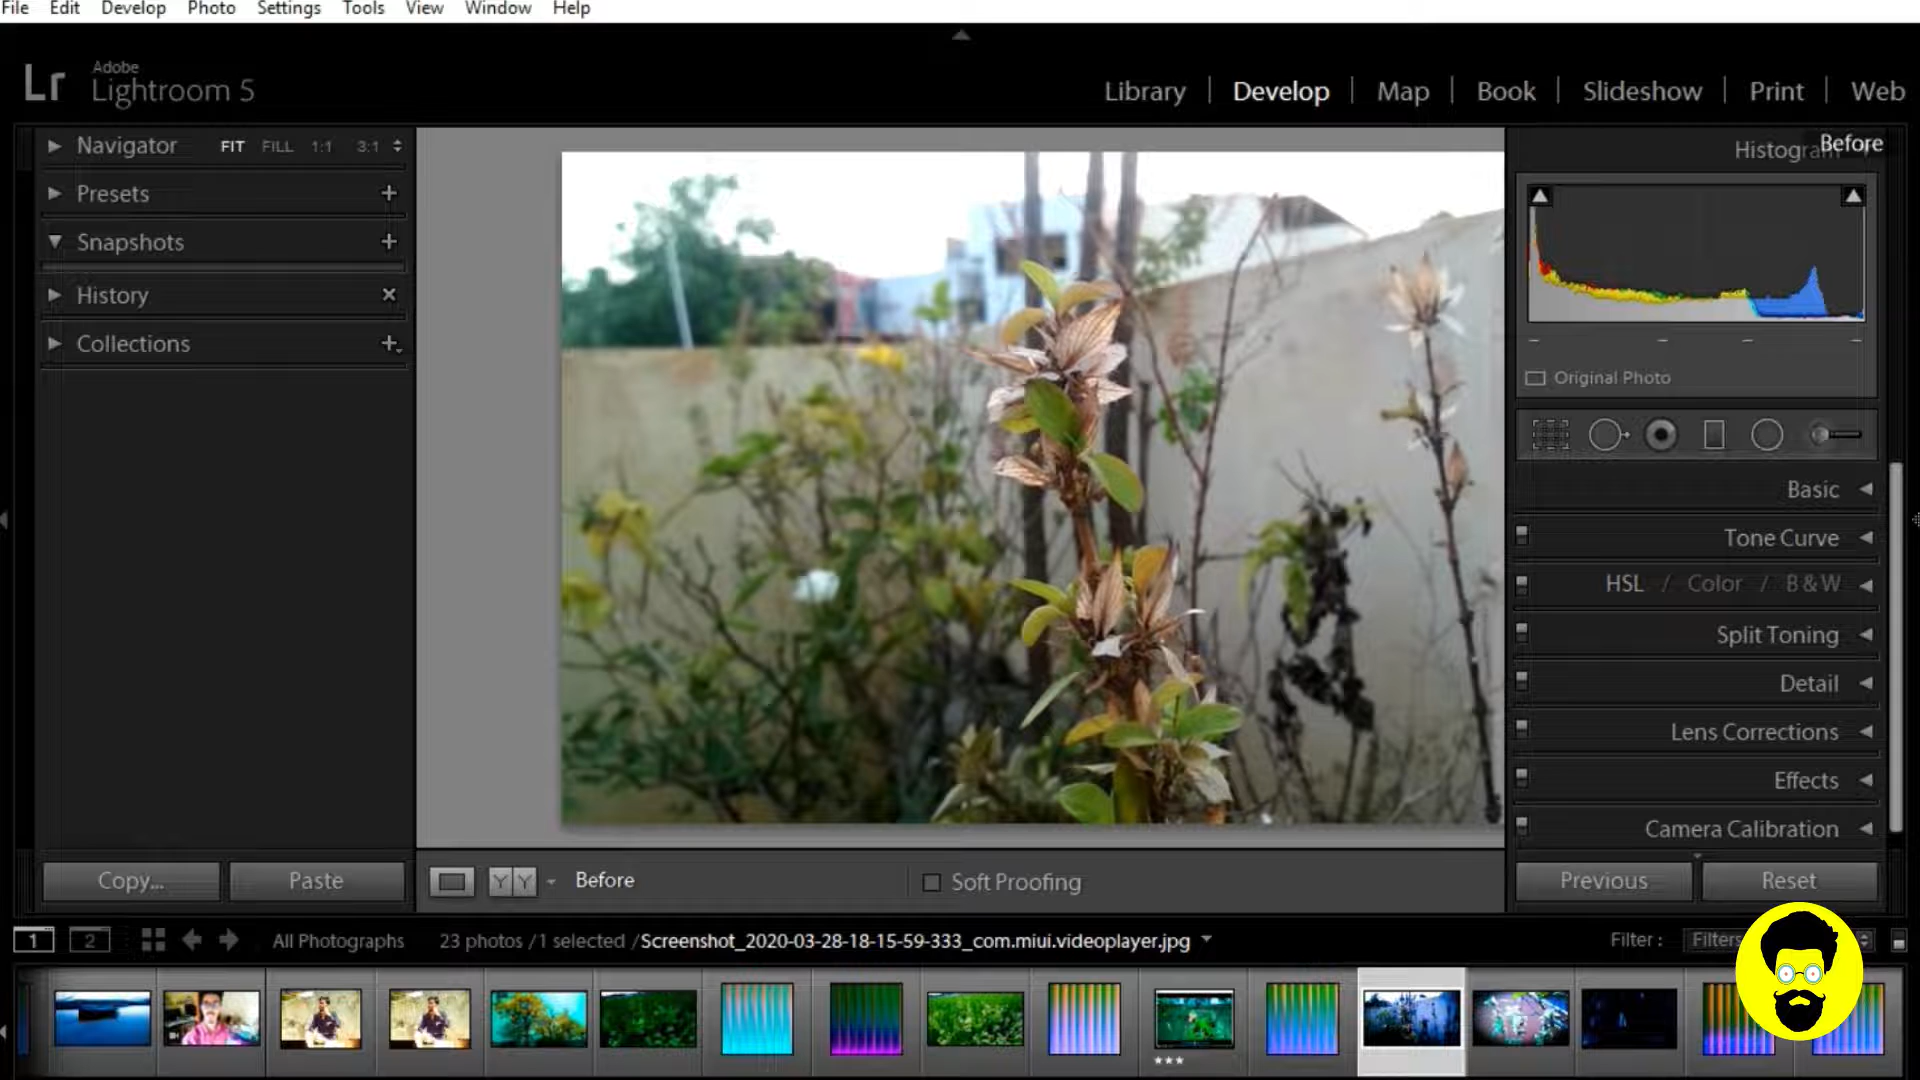 File Edit Develop Photo Settings Tools View Window Help
Lr Adobe Lightroom 5
Library | Develop | Map | Book | Slideshow | Print | Web
Navigator FIT FILL 1:1 3:1
Presets
Snapshots
History
Collections
Before
Histogram
Original Photo
Basic
Tone Curve
HSL / Color / B & W
Split Toning
Detail
Lens Corrections
Effects
Camera Calibration
Copy... Paste
YY Before Soft Proofing
Previous Reset
1 2 All Photographs 23 photos /1 selected /Screenshot_2020-03-28-18-15-59-333_com.miui.videoplayer.jpg Filter :